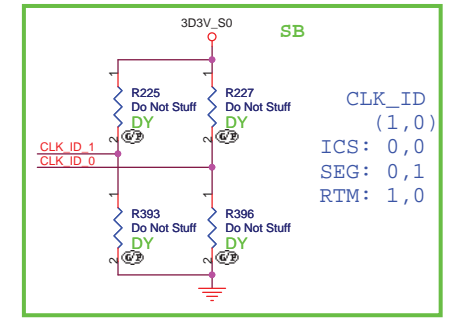 3D3V_S0
SB
1
1
R225
Do Not Stuff
DY
2
G/P
R227
Do Not Stuff
DY
2
G/P
CLK_ID
(1,0)
ICS: 0,0
SEG: 0,1
RTM: 1,0
CLK_ID_1
CLK_ID_0
1
1
R393
Do Not Stuff
DY
2
G/P
R396
Do Not Stuff
DY
2
G/P